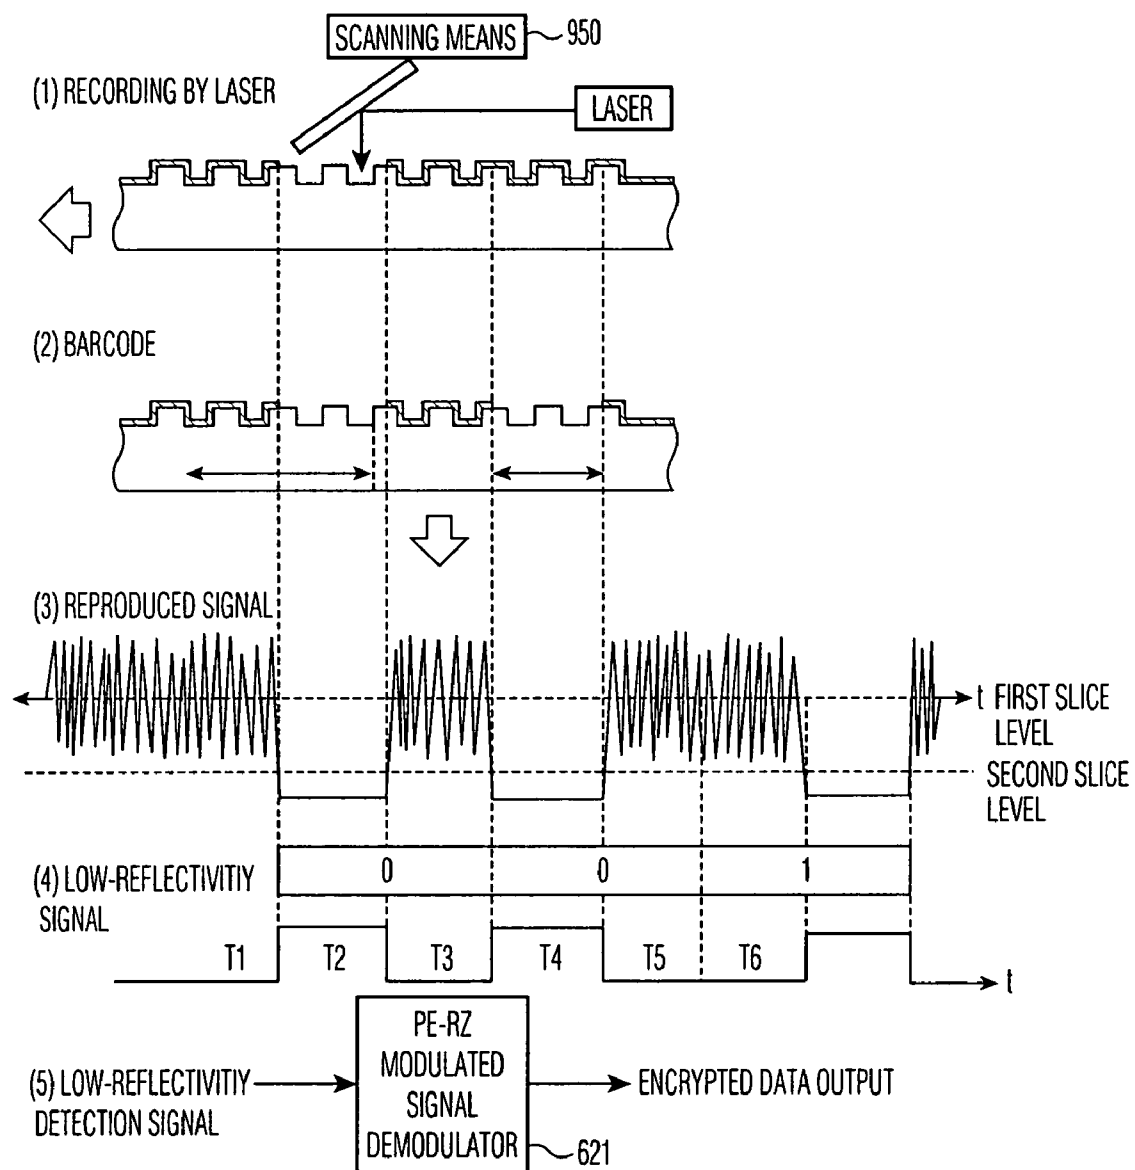 SCANNING MEANS
950
(1) RECORDING BY LASER
LASER
(2) BARCODE
(3) REPRODUCED SIGNAL
t FIRST SLICE
LEVEL
SECOND SLICE
LEVEL
0
0
1
(4) LOW-REFLECTIVITIY
SIGNAL
T1
T2
T3
T4
T5
T6
t
PE-RZ
MODULATED
SIGNAL
DEMODULATOR
621
(5) LOW-REFLECTIVITIY
DETECTION SIGNAL
ENCRYPTED DATA OUTPUT